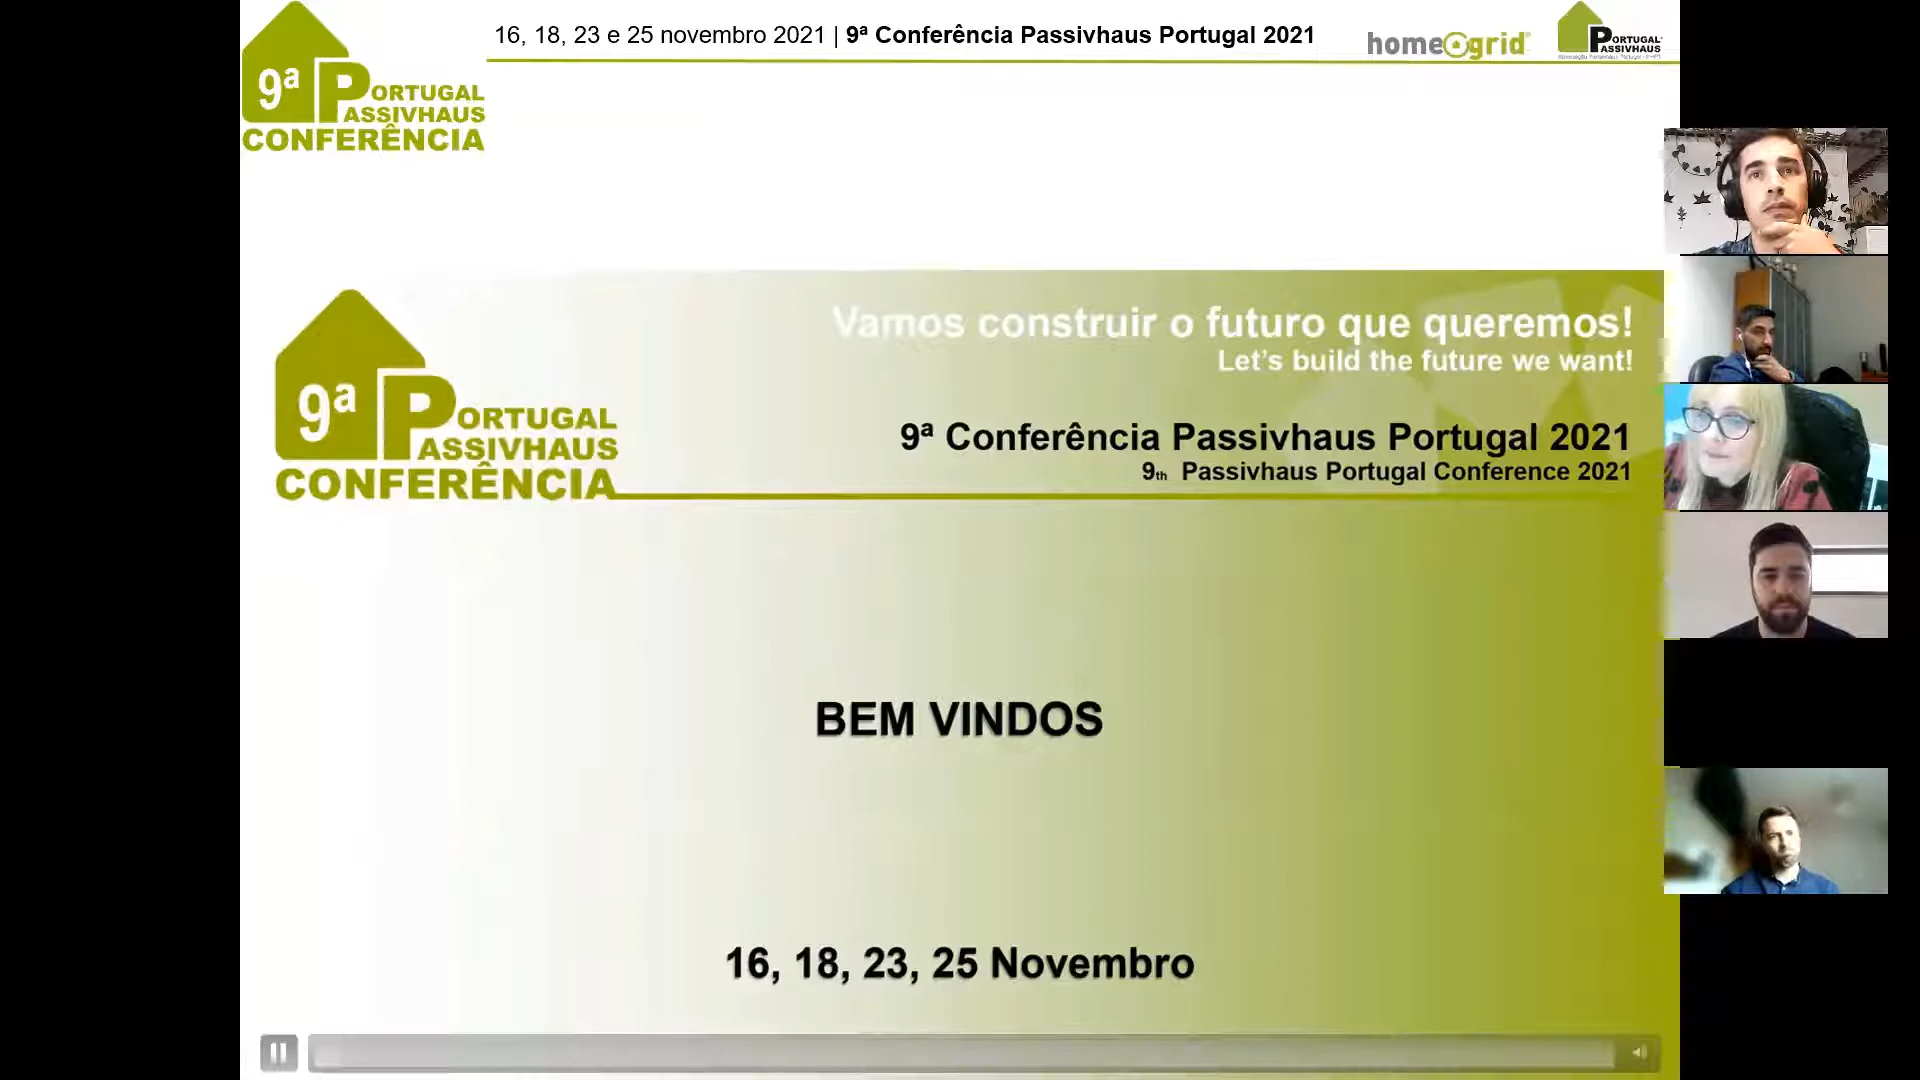 9ª PORTUGAL
PASSIVHAUS
CONFERÊNCIA
16, 18, 23 e 25 novembro 2021 | 9ª Conferência Passivhaus Portugal 2021
homegrid
PORTUGAL
PASSIVHAUS
Vamos construir o futuro que queremos!
Let's build the future we want!
9ª PORTUGAL
PASSIVHAUS
CONFERÊNCIA
9ª Conferência Passivhaus Portugal 2021
9th Passivhaus Portugal Conference 2021
BEM VINDOS
16, 18, 23, 25 Novembro